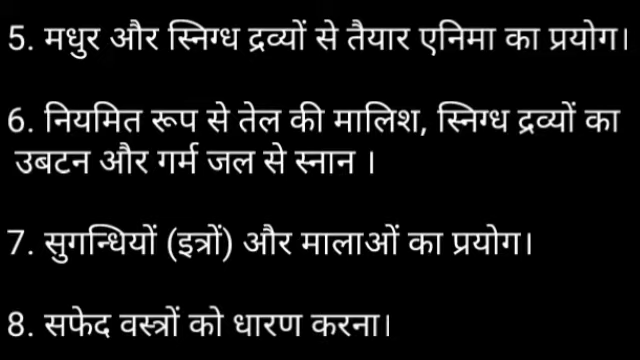 5. मधुर और स्निग्ध द्रव्यों से तैयार एनिमा का प्रयोग।
6. नियमित रूप से तेल की मालिश, स्निग्ध द्रव्यों का
उबटन और गर्म जल से स्नान ।
7. सुगन्धियों (इत्रों) और मालाओं का प्रयोग।
8. सफेद वस्त्रों को धारण करना।